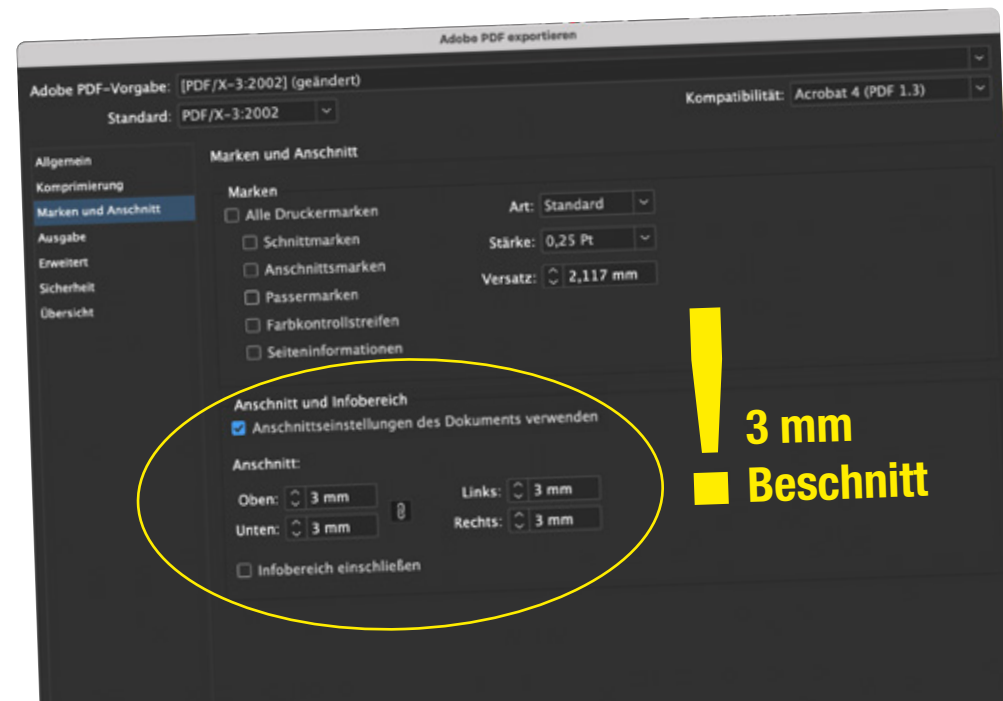 Adobe PDF exportieren
Adobe PDF-Vorgabe: [PDF/X-3:2002] (geändert)
Standard: PDF/X-3:2002 Kompatibilität: Acrobat 4 (PDF 1.3)
Allgemein
Komprimierung
Marken und Anschnitt
Ausgabe
Erweitert
Sicherheit
Übersicht
Marken und Anschnitt
Marken
Alle Druckermarken
Schnittmarken
Anschnittsmarken
Passermarken
Farbkontrollstreifen
Seiteninformationen
Art: Standard
Stärke: 0,25 Pt
Versatz: 2,117 mm
Anschnitt und Infobereich
Anschnittseinstellungen des Dokuments verwenden
Anschnitt:
Oben: 3 mm Links: 3 mm
Unten: 3 mm Rechts: 3 mm
Infobereich einschließen
!
3 mm
Beschnitt